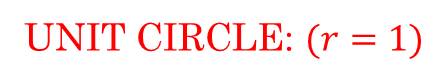 UNIT CIRCLE: (r = 1)